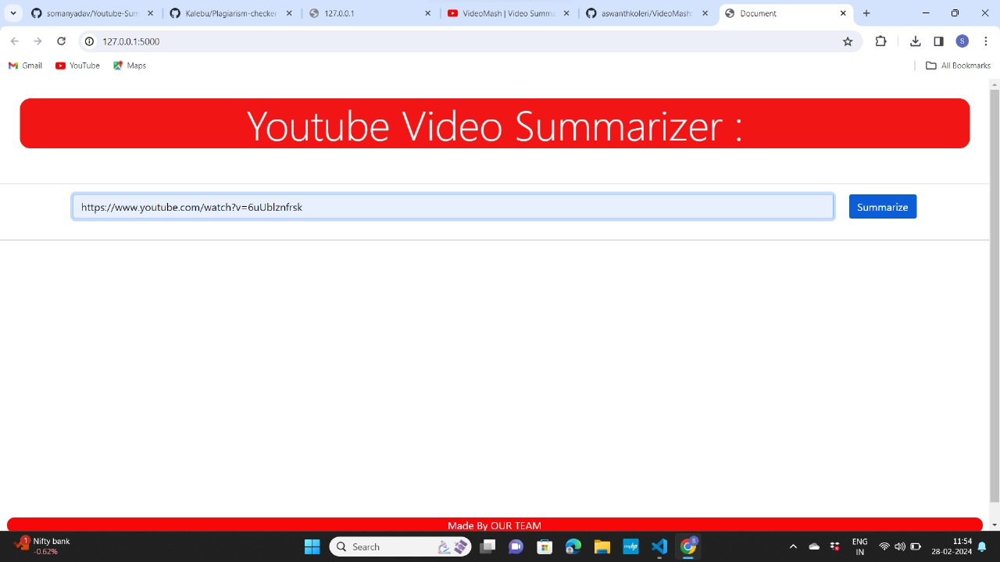 somanyadav/Youtube-Sum
Kalebu/Plagiarism-checker
127.0.0.1
VideoMash | Video Summa
aswanthkoleri/VideoMash:
Document
127.0.0.1:5000
S
Gmail
YouTube
Maps
All Bookmarks
Youtube Video Summarizer :
https://www.youtube.com/watch?v=6uUblznfrsk
Summarize
Made By OUR TEAM
1
Nifty bank
-0.62%
Search
myhp
S
ENG
IN
11:54
28-02-2024